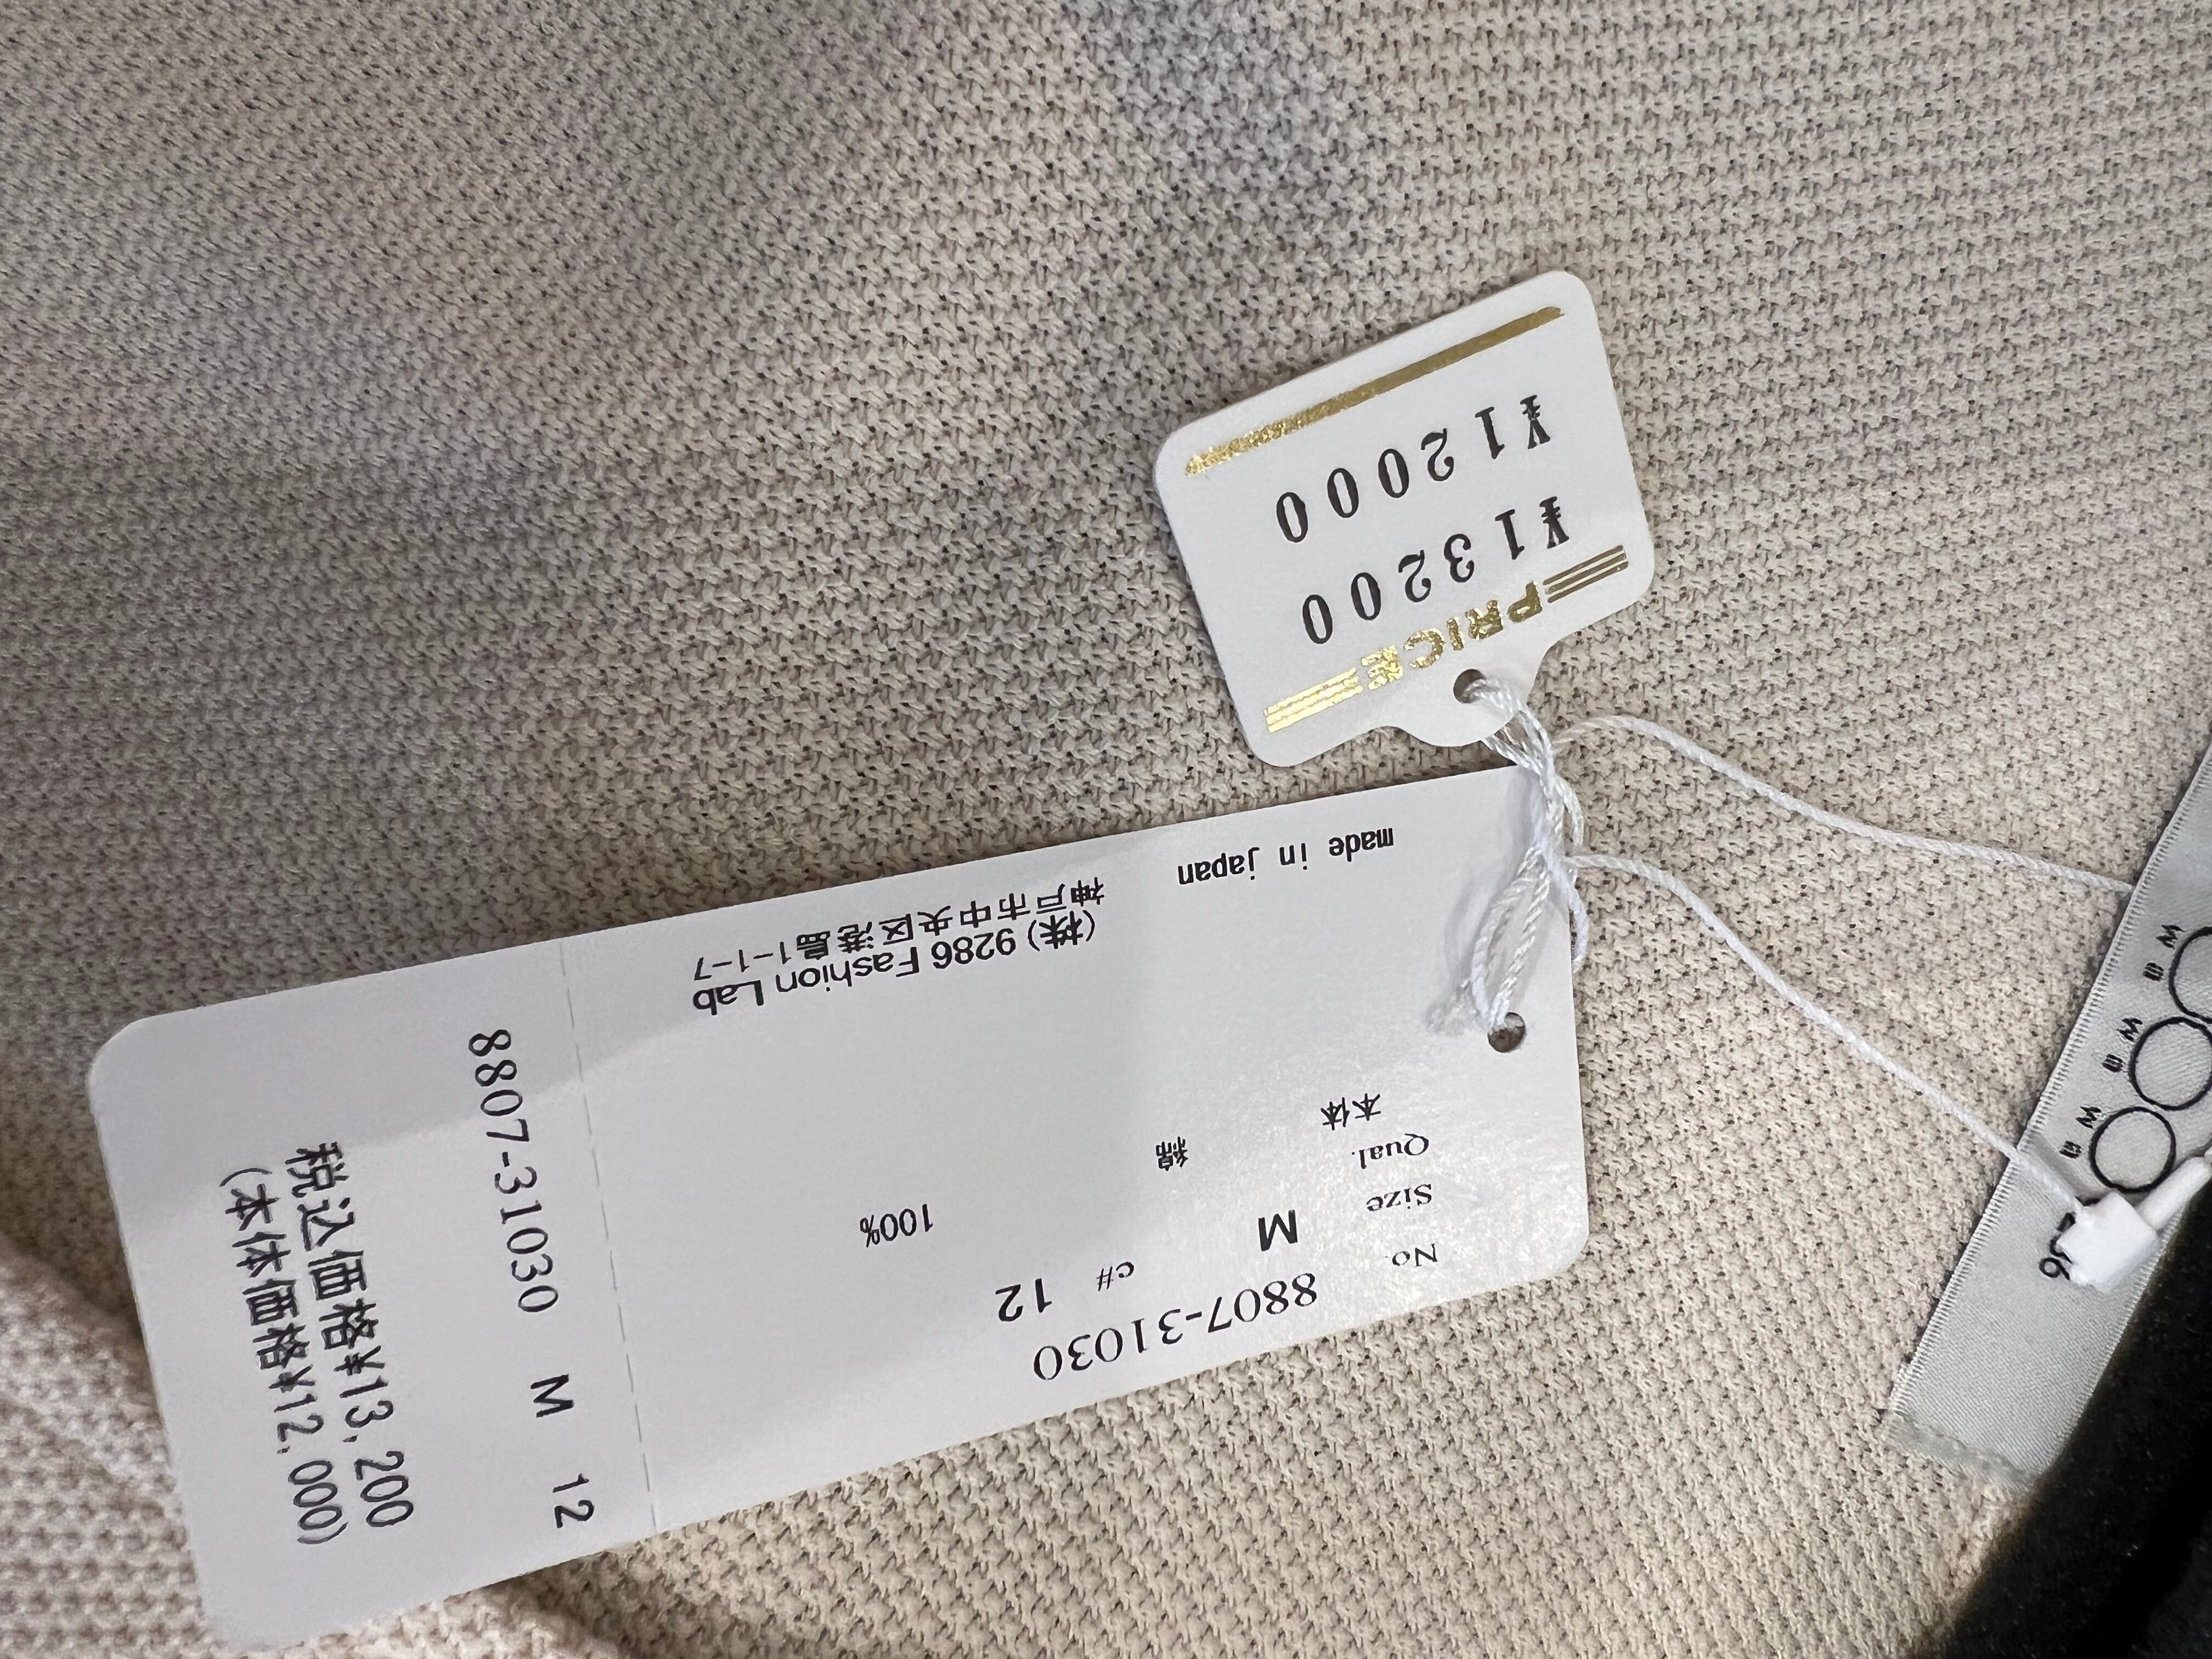 PRICE
¥13200
¥12000
No. 8807-31030
Size M c# 12
Qual.
本体 綿 100%
(株) 9286 Fashion Lab
神戸市中央区港島1-1-7
made in japan
8807-31030 M 12
税込価格¥13,200
(本体価格¥12,000)